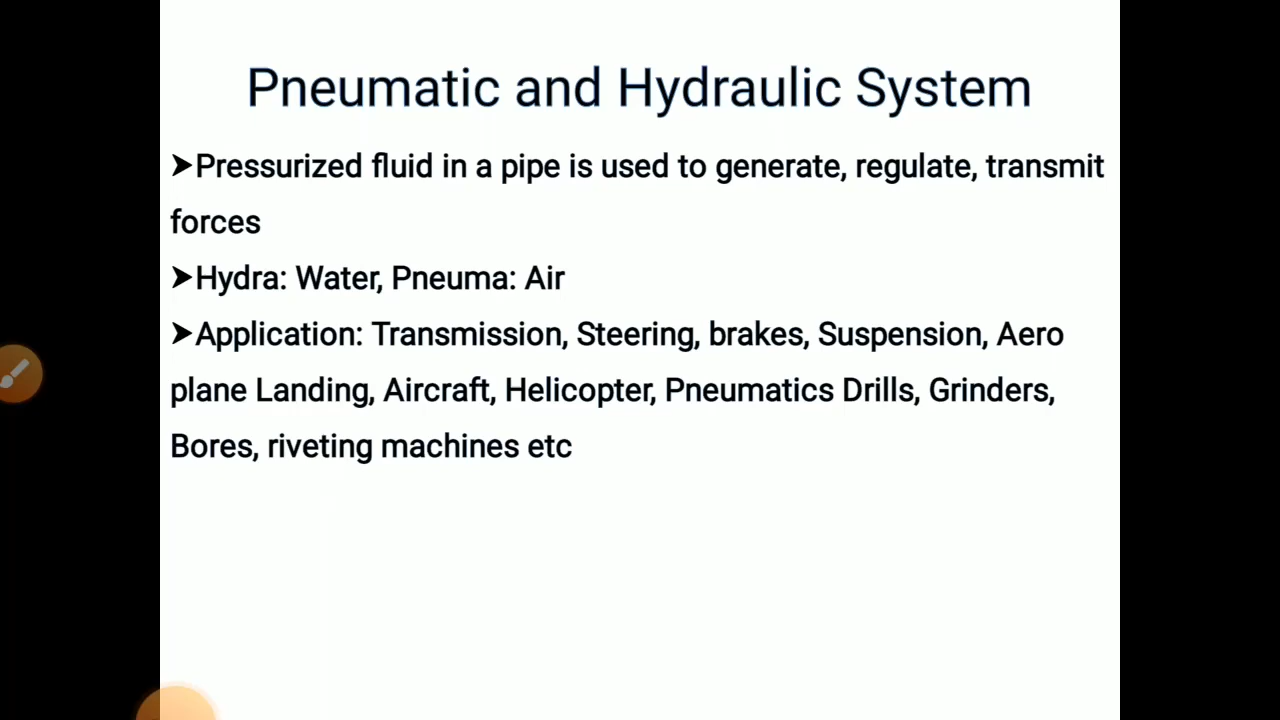 Pneumatic and Hydraulic System
➤Pressurized fluid in a pipe is used to generate, regulate, transmit
forces
➤Hydra: Water, Pneuma: Air
➤Application: Transmission, Steering, brakes, Suspension, Aero
plane Landing, Aircraft, Helicopter, Pneumatics Drills, Grinders,
Bores, riveting machines etc